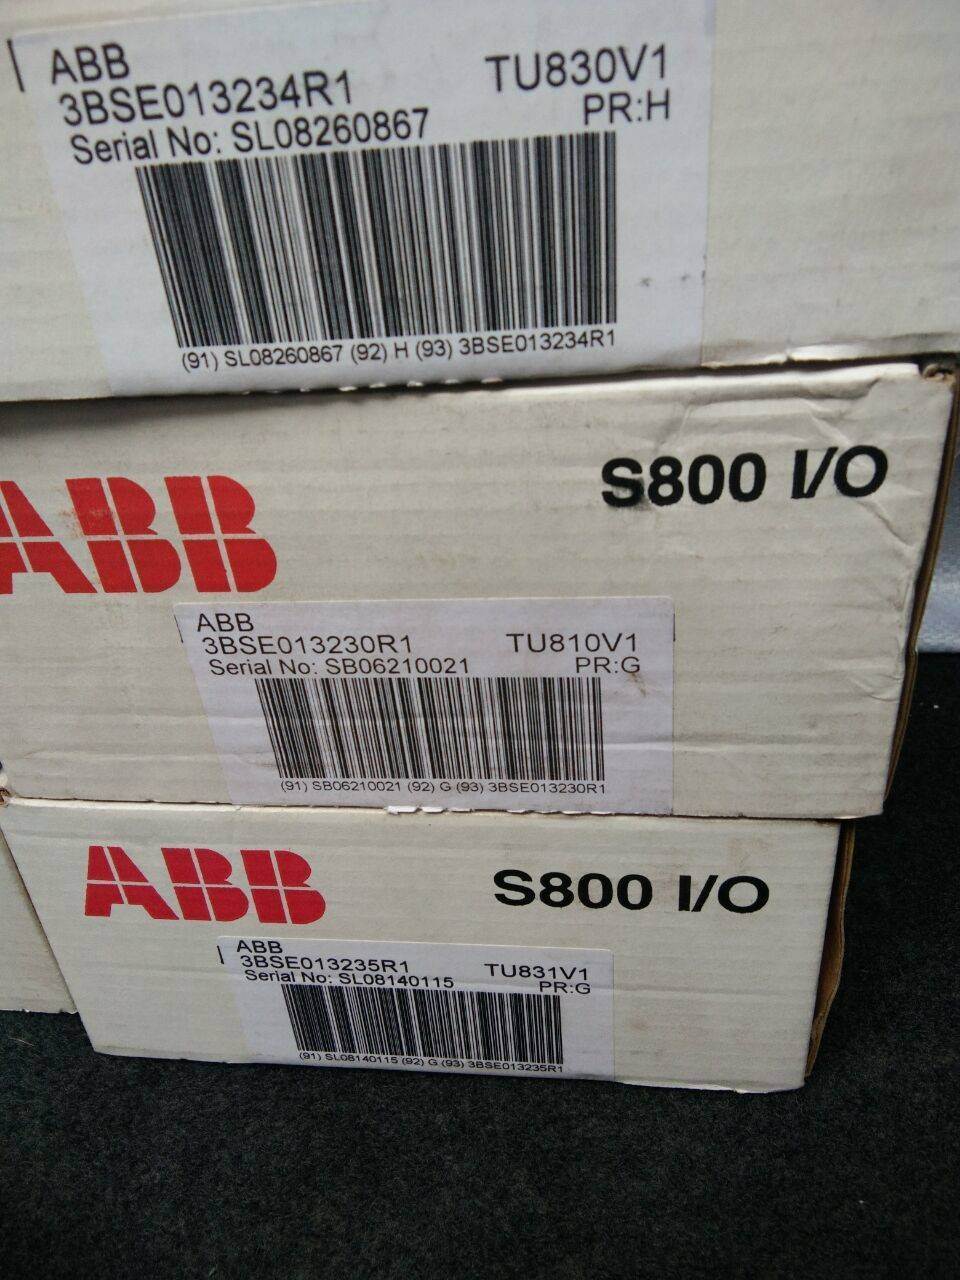 ABB
3BSE013234R1
TU830V1
Serial No: SL08260867
PR:H
(91) SL08260867 (92) H (93) 3BSE013234R1
ABB
S800 I/O
ABB
3BSE013230R1
TU810V1
Serial No: SB06210021
PR:G
(91) SB06210021 (92) G (93) 3BSE013230R1
ABB
S800 I/O
ABB
3BSE013235R1
TU831V1
Serial No: SL08140115
PR:G
(91) SL08140115 (92) G (93) 3BSE013235R1